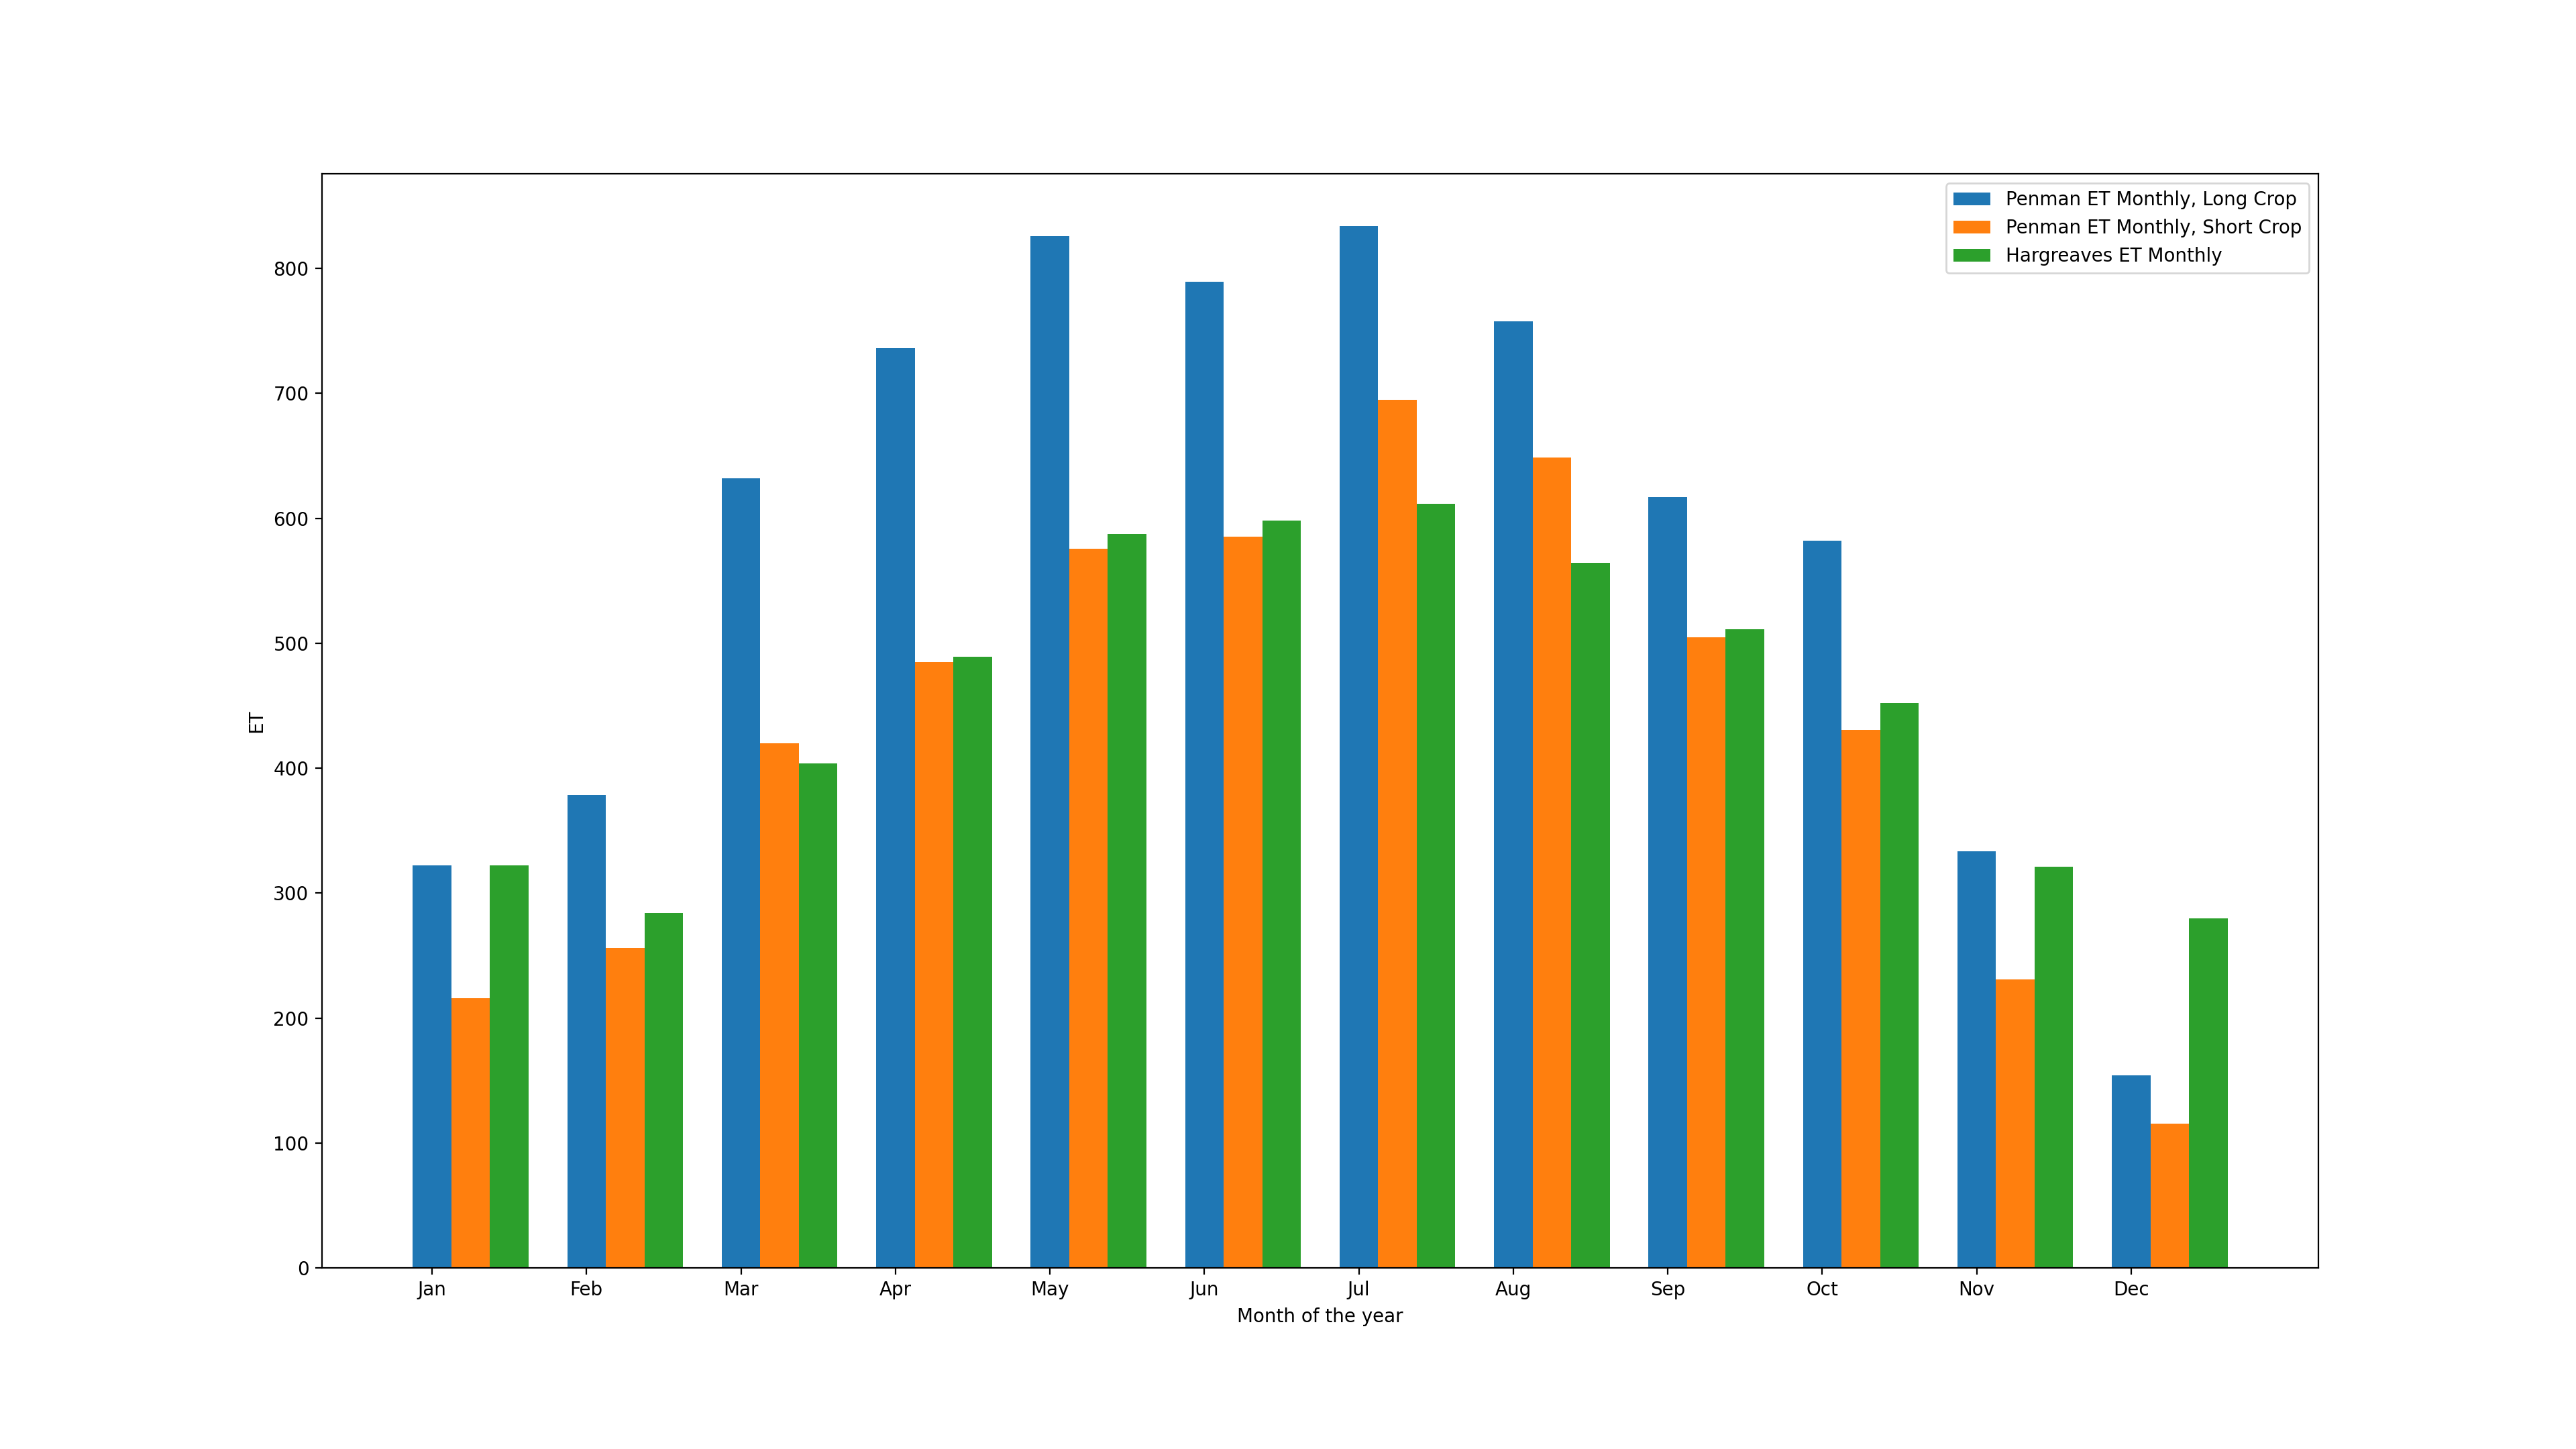 Penman ET Monthly, Long Crop
Penman ET Monthly, Short Crop
Hargreaves ET Monthly
800
700
600
500
400
300
200
100
0
ET
Jan Feb Mar Apr May Jun Jul Aug Sep Oct Nov Dec
Month of the year